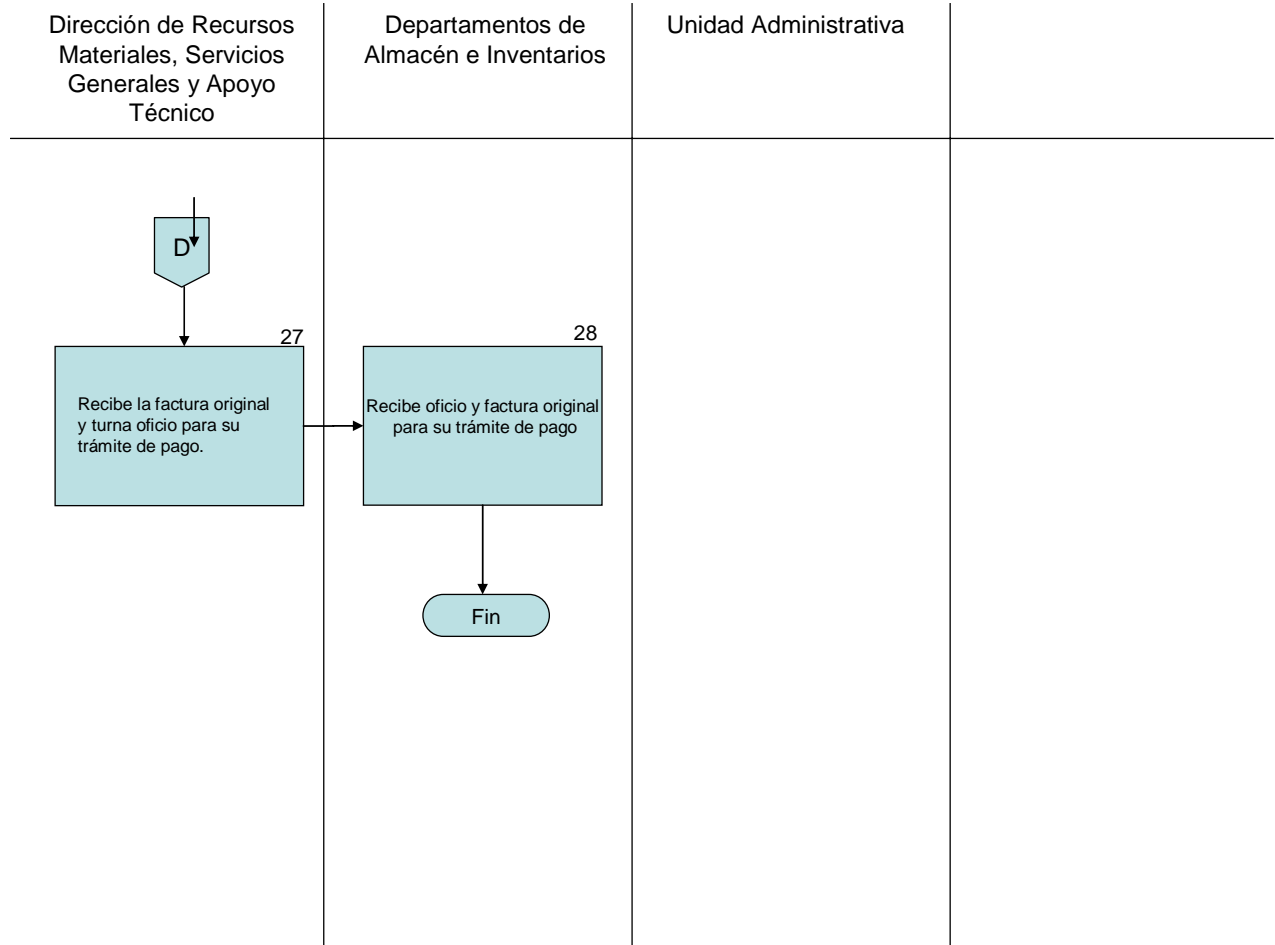 Dirección de Recursos
Materiales, Servicios
Generales y Apoyo
Técnico
Departamentos de
Almacén e Inventarios
Unidad Administrativa
D
27
Recibe la factura original
y turna oficio para su
trámite de pago.
28
Recibe oficio y factura original
para su trámite de pago
Fin